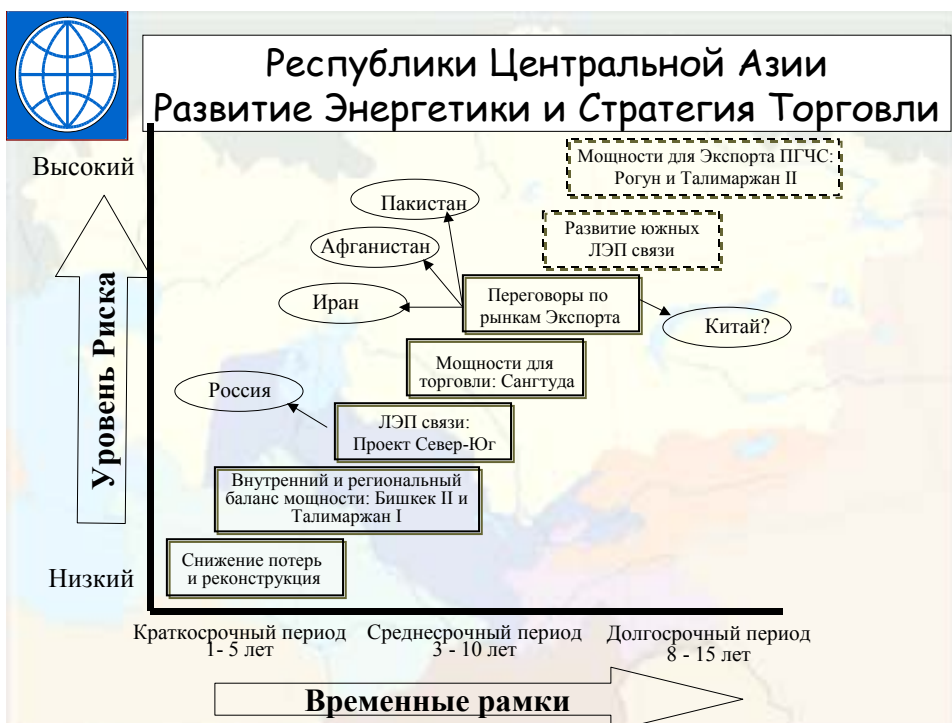 Республики Центральной Азии
Развитие Энергетики и Стратегия Торговли
Высокий
Мощности для Экспорта ПГЧС:
Рогун и Талимаржан II
Пакистан
Развитие южных
ЛЭП связи
Афганистан
Иран
Переговоры по
рынкам Экспорта
Китай?
Уровень Риска
Мощности для
торговли: Сангтуда
Россия
ЛЭП связи:
Проект Север-Юг
Внутренний и региональный
баланс мощности: Бишкек II и
Талимаржан I
Низкий
Снижение потерь
и реконструкция
Краткосрочный период
1- 5 лет
Среднесрочный период
3 - 10 лет
Долгосрочный период
8 - 15 лет
Временные рамки